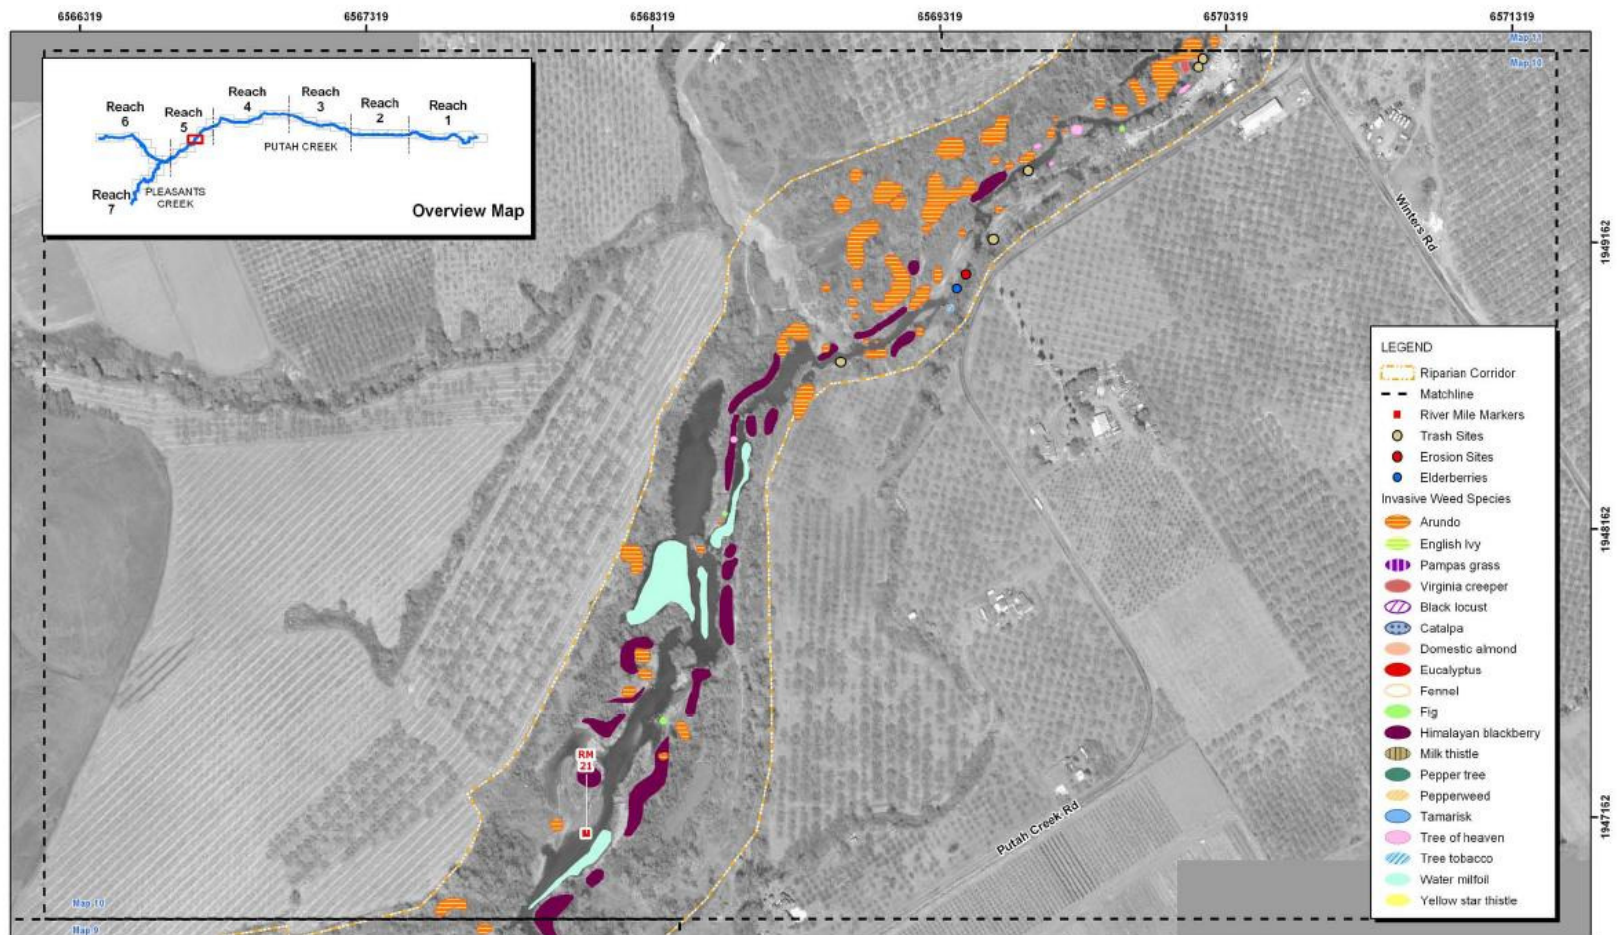 6566319
6567319
6568319
6569319
6570319
6571319
Map 11
Map 10
Reach 6
Reach 5
Reach 4
Reach 3
Reach 2
Reach 1
PUTAH CREEK
PLEASANTS CREEK
Reach 7
Overview Map
Winters Rd
1949162
LEGEND
Riparian Corridor
Matchline
River Mile Markers
Trash Sites
Erosion Sites
Elderberries
Invasive Weed Species
Arundo
English Ivy
Pampas grass
Virginia creeper
Black locust
Catalpa
Domestic almond
Eucalyptus
Fennel
Fig
Himalayan blackberry
Milk thistle
Pepper tree
Pepperweed
Tamarisk
Tree of heaven
Tree tobacco
Water milfoil
Yellow star thistle
1948162
RM
21
1947162
Putah Creek Rd
Map 10
Map 9